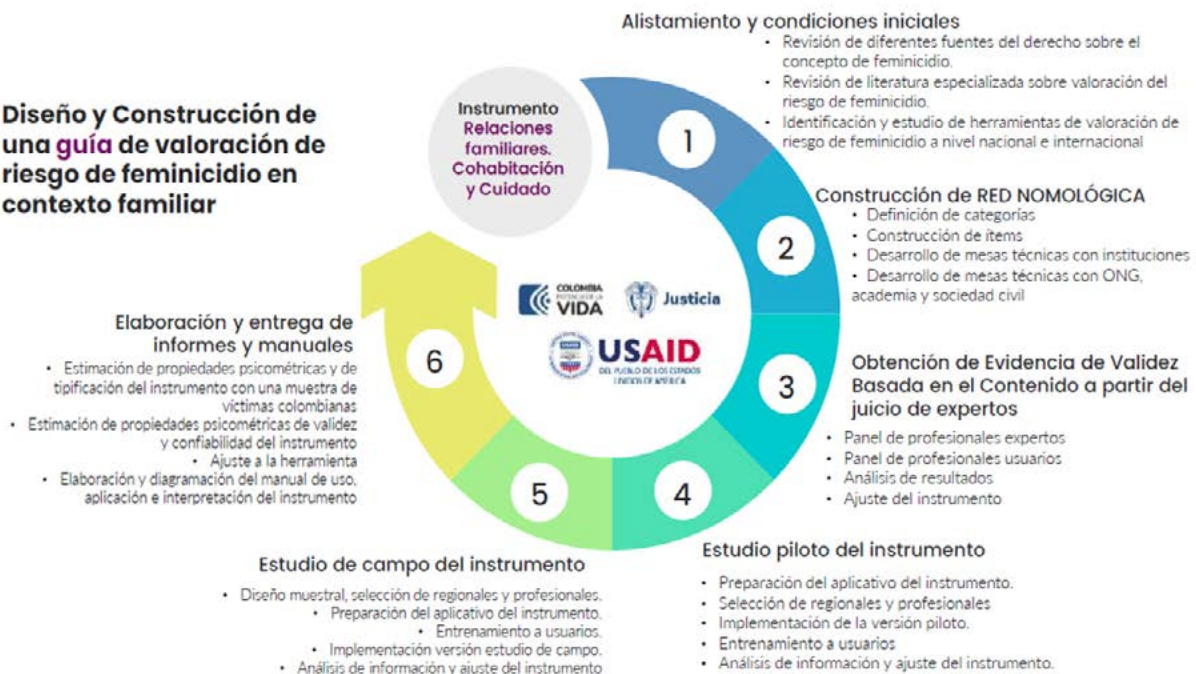 Diseño y Construcción de
una guía de valoración de
riesgo de feminicidio en
contexto familiar
Instrumento
Relaciones
familiares.
Cohabitación
y Cuidado
1
Alistamiento y condiciones iniciales
• Revisión de diferentes fuentes del derecho sobre el
concepto de feminicidio.
• Revisión de literatura especializada sobre valoración del
riesgo de feminicidio.
• Identificación y estudio de herramientas de valoración de
riesgo de feminicidio a nivel nacional e internacional
2
Construcción de RED NOMOLÓGICA
• Definición de categorías
• Construcción de ítems
• Desarrollo de mesas técnicas con instituciones
• Desarrollo de mesas técnicas con ONG,
academia y sociedad civil
3
Obtención de Evidencia de Validez
Basada en el Contenido a partir del
juicio de expertos
• Panel de profesionales expertos
• Panel de profesionales usuarios
• Análisis de resultados
• Ajuste del instrumento
4
Estudio piloto del instrumento
• Preparación del aplicativo del instrumento.
• Selección de regionales y profesionales
• Implementación de la versión piloto.
• Entrenamiento a usuarios
• Análisis de información y ajuste del instrumento.
5
Estudio de campo del instrumento
• Diseño muestral, selección de regionales y profesionales.
• Preparación del aplicativo del instrumento.
• Entrenamiento a usuarios.
• Implementación versión estudio de campo.
• Análisis de información y ajuste del instrumento
6
Elaboración y entrega de
informes y manuales
• Estimación de propiedades psicométricas y de
tipificación del instrumento con una muestra de
víctimas colombianas
• Estimación de propiedades psicométricas de validez
y confiabilidad del instrumento
• Ajuste a la herramienta
• Elaboración y diagramación del manual de uso,
aplicación e interpretación del instrumento
COLOMBIA
POTENCIA DE LA
VIDA
Justicia
USAID
DEL PUEBLO DE LOS ESTADOS
UNIDOS DE AMÉRICA